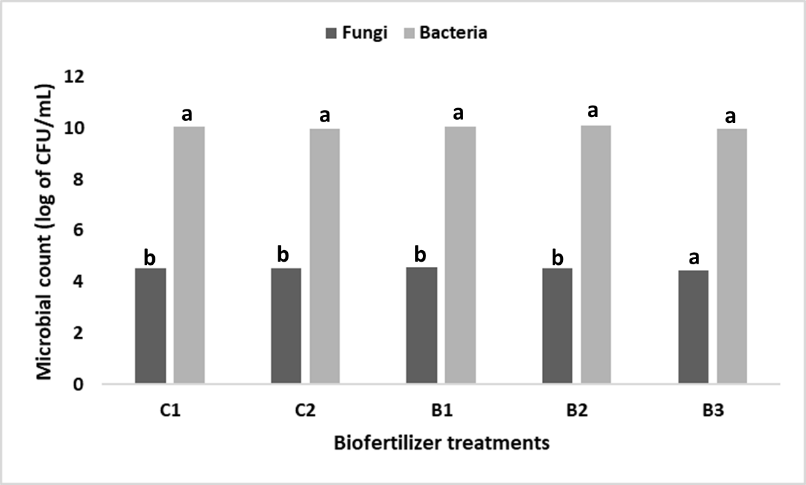 Fungi Bacteria
Microbial count (log of CFU/mL)
12
10
8
6
4
2
0
a a a a a
b b b b a
C1 C2 B1 B2 B3
Biofertilizer treatments